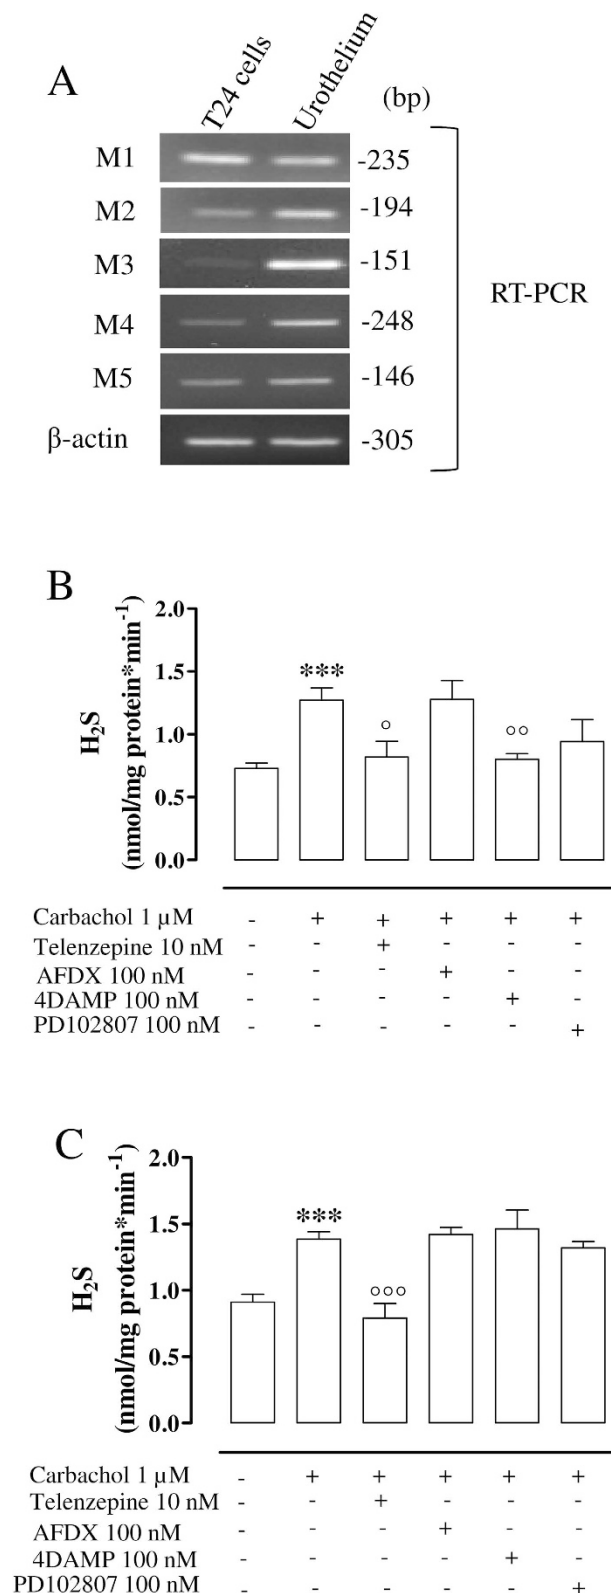 A
T24 cells
Urothelium
(bp)
M1
-235
M2
-194
M3
-151
M4
-248
M5
-146
β-actin
-305
RT-PCR
B
H₂S
(nmol/mg protein*min⁻¹)
2.0
1.5
1.0
0.5
0.0
***
°
°°
Carbachol 1 µM - + + + + +
Telenzepine 10 nM - - + - - -
AFDX 100 nM - - - + - -
4DAMP 100 nM - - - - + -
PD102807 100 nM - - - - - +
C
H₂S
(nmol/mg protein*min⁻¹)
2.0
1.5
1.0
0.5
0.0
***
°°°
Carbachol 1 µM - + + + + +
Telenzepine 10 nM - - + - - -
AFDX 100 nM - - - + - -
4DAMP 100 nM - - - - + -
PD102807 100 nM - - - - - +